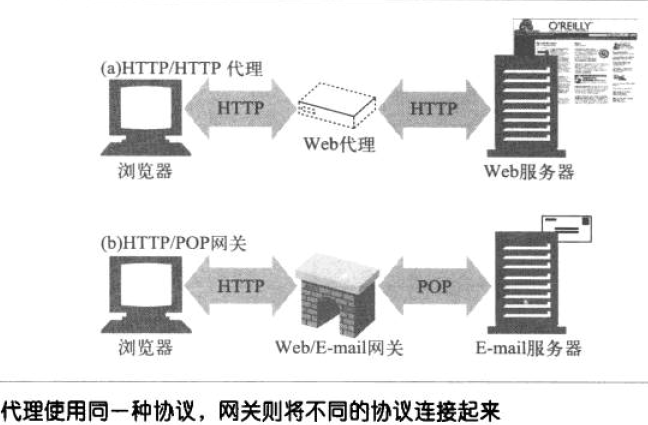 O'REILLY
(a)HTTP/HTTP 代理
HTTP
HTTP
Web代理
浏览器
Web服务器
(b)HTTP/POP网关
HTTP
POP
浏览器
Web/E-mail网关
E-mail服务器
代理使用同一种协议，网关则将不同的协议连接起来